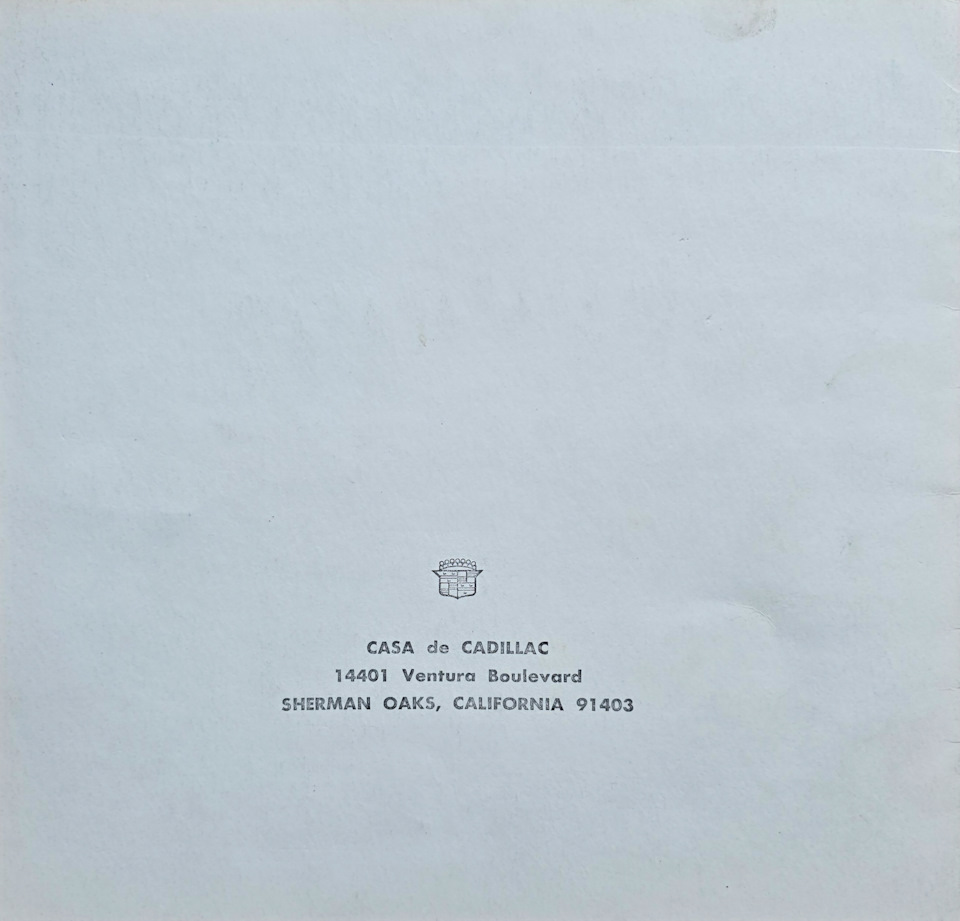 CASA de CADILLAC
14401 Ventura Boulevard
SHERMAN OAKS, CALIFORNIA 91403